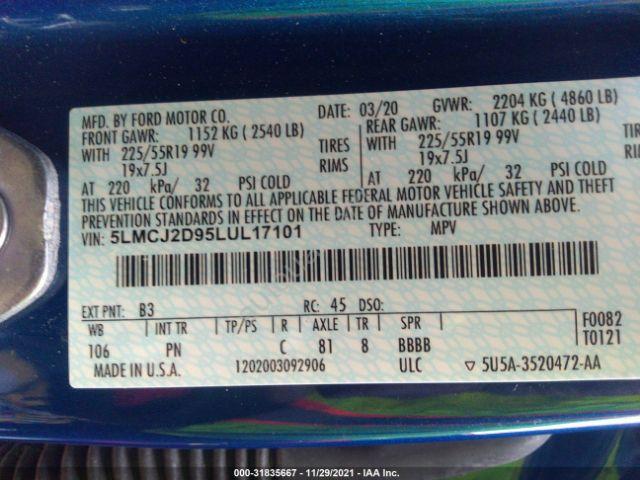 MFD. BY FORD MOTOR CO.
DATE: 03/20 GVWR: 2204 KG ( 4860 LB)
FRONT GAWR: 1152 KG ( 2540 LB) REAR GAWR: 1107 KG ( 2440 LB)
WITH 225/55R19 99V TIRES WITH 225/55R19 99V
19x7.5J RIMS 19x7.5J
AT 220 kPa/ 32 PSI COLD AT 220 kPa/ 32 PSI COLD
THIS VEHICLE CONFORMS TO ALL APPLICABLE FEDERAL MOTOR VEHICLE SAFETY AND THEFT
PREVENTION STANDARDS IN EFFECT ON THE DATE OF MANUFACTURE SHOWN ABOVE.
VIN: 5LMCJ2D95LUL17101 TYPE: MPV
EXT PNT: B3 RC: 45 DSO: F0082
WB INT TR TP/PS R AXLE TR SPR T0121
106 PN C 81 8 BBBB
MADE IN U.S.A. 1202003092906 ULC ▽ 5U5A-3520472-AA
000-31835667 - 11/29/2021 - IAA Inc.